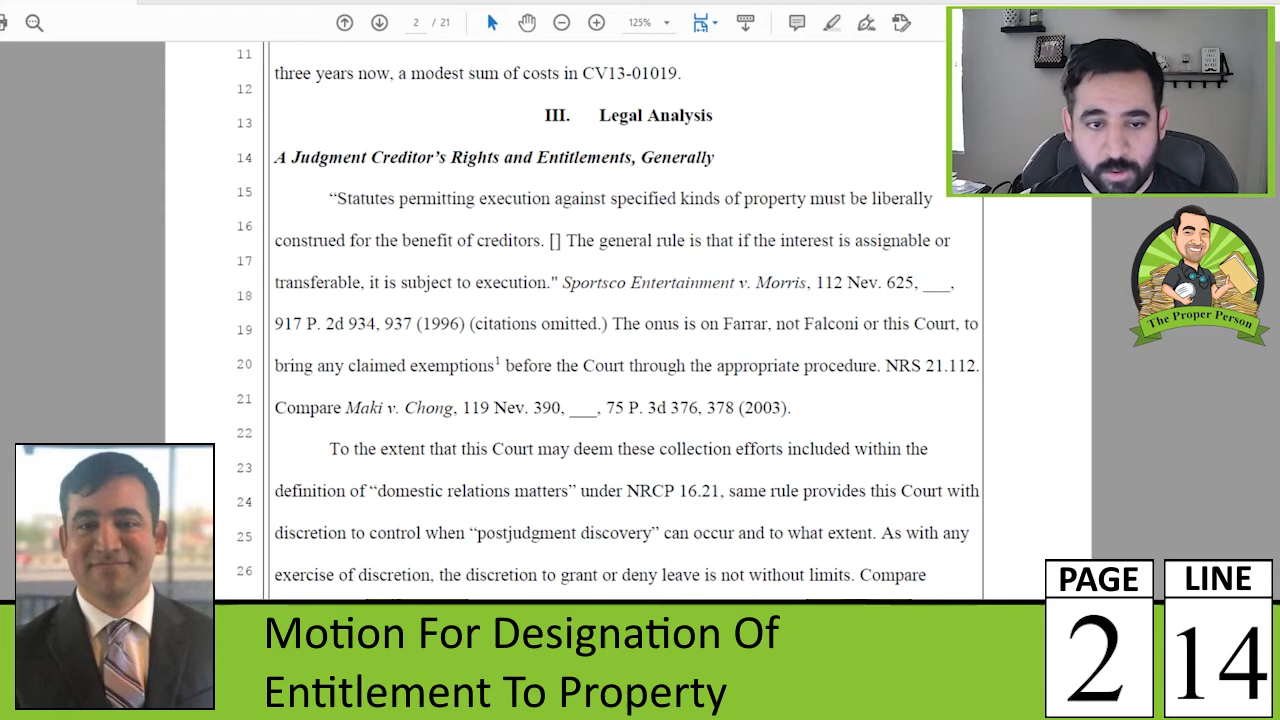 2 / 21
125%
11
three years now, a modest sum of costs in CV13-01019.
12
13
III. Legal Analysis
14
A Judgment Creditor’s Rights and Entitlements, Generally
15
“Statutes permitting execution against specified kinds of property must be liberally
16
construed for the benefit of creditors. [] The general rule is that if the interest is assignable or
17
transferable, it is subject to execution." Sportsco Entertainment v. Morris, 112 Nev. 625, ___,
18
19
917 P. 2d 934, 937 (1996) (citations omitted.) The onus is on Farrar, not Falconi or this Court, to
20
bring any claimed exemptions1 before the Court through the appropriate procedure. NRS 21.112.
21
Compare Maki v. Chong, 119 Nev. 390, ___, 75 P. 3d 376, 378 (2003).
22
To the extent that this Court may deem these collection efforts included within the
23
definition of “domestic relations matters” under NRCP 16.21, same rule provides this Court with
24
discretion to control when “postjudgment discovery” can occur and to what extent. As with any
25
26
exercise of discretion, the discretion to grant or deny leave is not without limits. Compare
The Proper Person
Motion For Designation Of
Entitlement To Property
PAGE
2
LINE
14